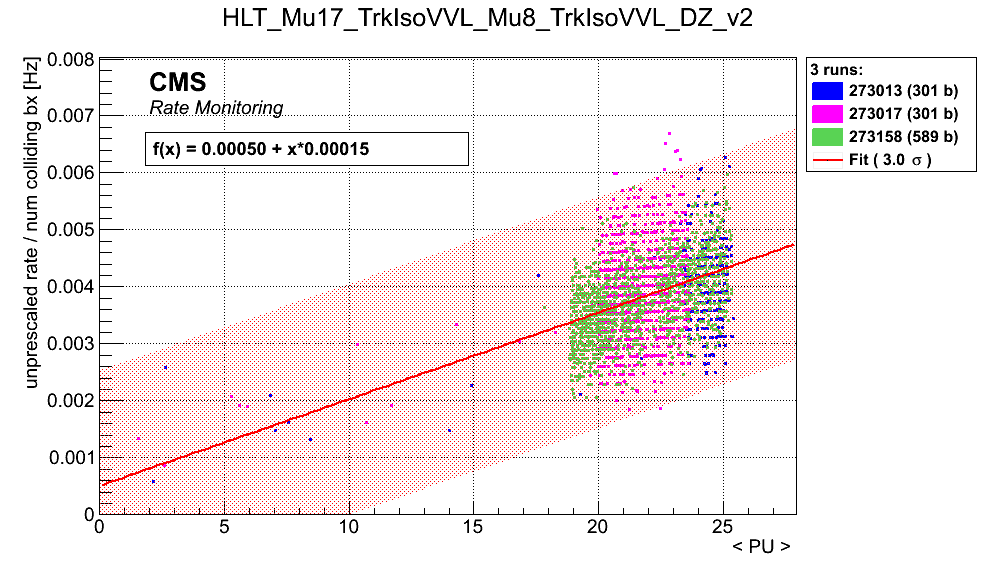 HLT_Mu17_TrkIsoVVL_Mu8_TrkIsoVVL_DZ_v2
unprescaled rate / num colliding bx [Hz]
0.008
0.007
0.006
0.005
0.004
0.003
0.002
0.001
0
CMS
Rate Monitoring
f(x) = 0.00050 + x*0.00015
3 runs:
273013 (301 b)
273017 (301 b)
273158 (589 b)
Fit ( 3.0 σ )
0 5 10 15 20 25
< PU >